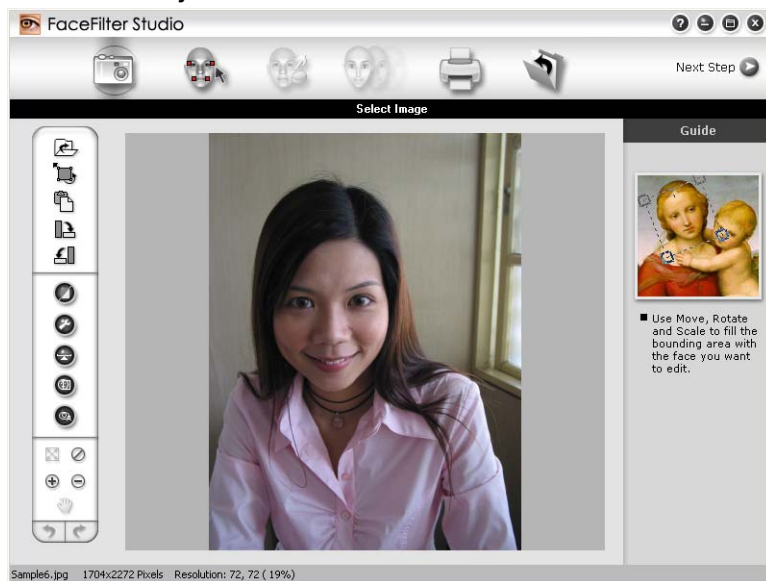 FaceFilter Studio
Next Step
Select Image
Guide
Use Move, Rotate
and Scale to fill the
bounding area with
the face you want
to edit.
Sample6.jpg 1704x2272 Pixels Resolution: 72, 72 ( 19%)